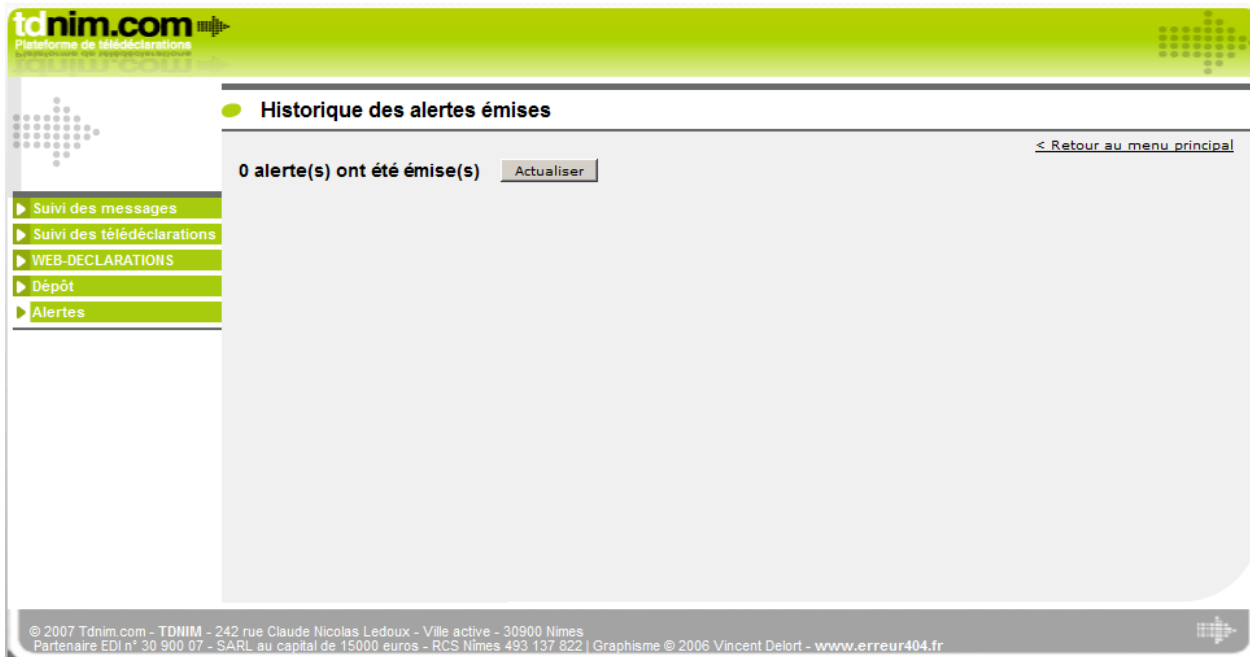 tdnim.com
Plateforme de télédéclarations
Historique des alertes émises
< Retour au menu principal
0 alerte(s) ont été émise(s) Actualiser
Suivi des messages
Suivi des télédéclarations
WEB-DECLARATIONS
Dépôt
Alertes
© 2007 Tdnim.com - TDNIM - 242 rue Claude Nicolas Ledoux - Ville active - 30900 Nimes
Partenaire EDI n° 30 900 07 - SARL au capital de 15000 euros - RCS Nîmes 493 137 822 | Graphisme © 2006 Vincent Delort - www.erreur404.fr